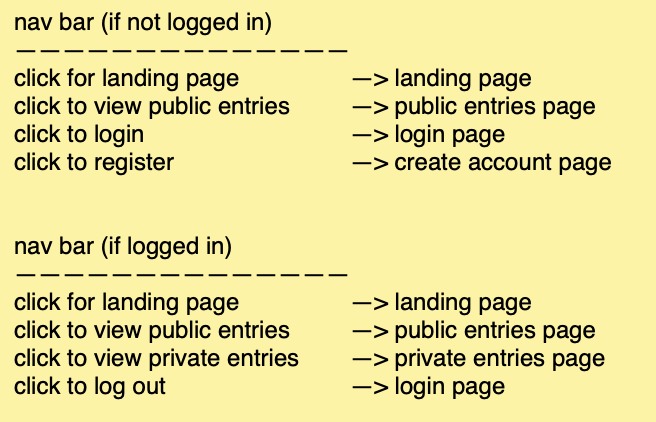 nav bar (if not logged in)
— — — — — — — — — — — — — —
click for landing page —> landing page
click to view public entries —> public entries page
click to login —> login page
click to register —> create account page
nav bar (if logged in)
— — — — — — — — — — — — — —
click for landing page —> landing page
click to view public entries —> public entries page
click to view private entries —> private entries page
click to log out —> login page